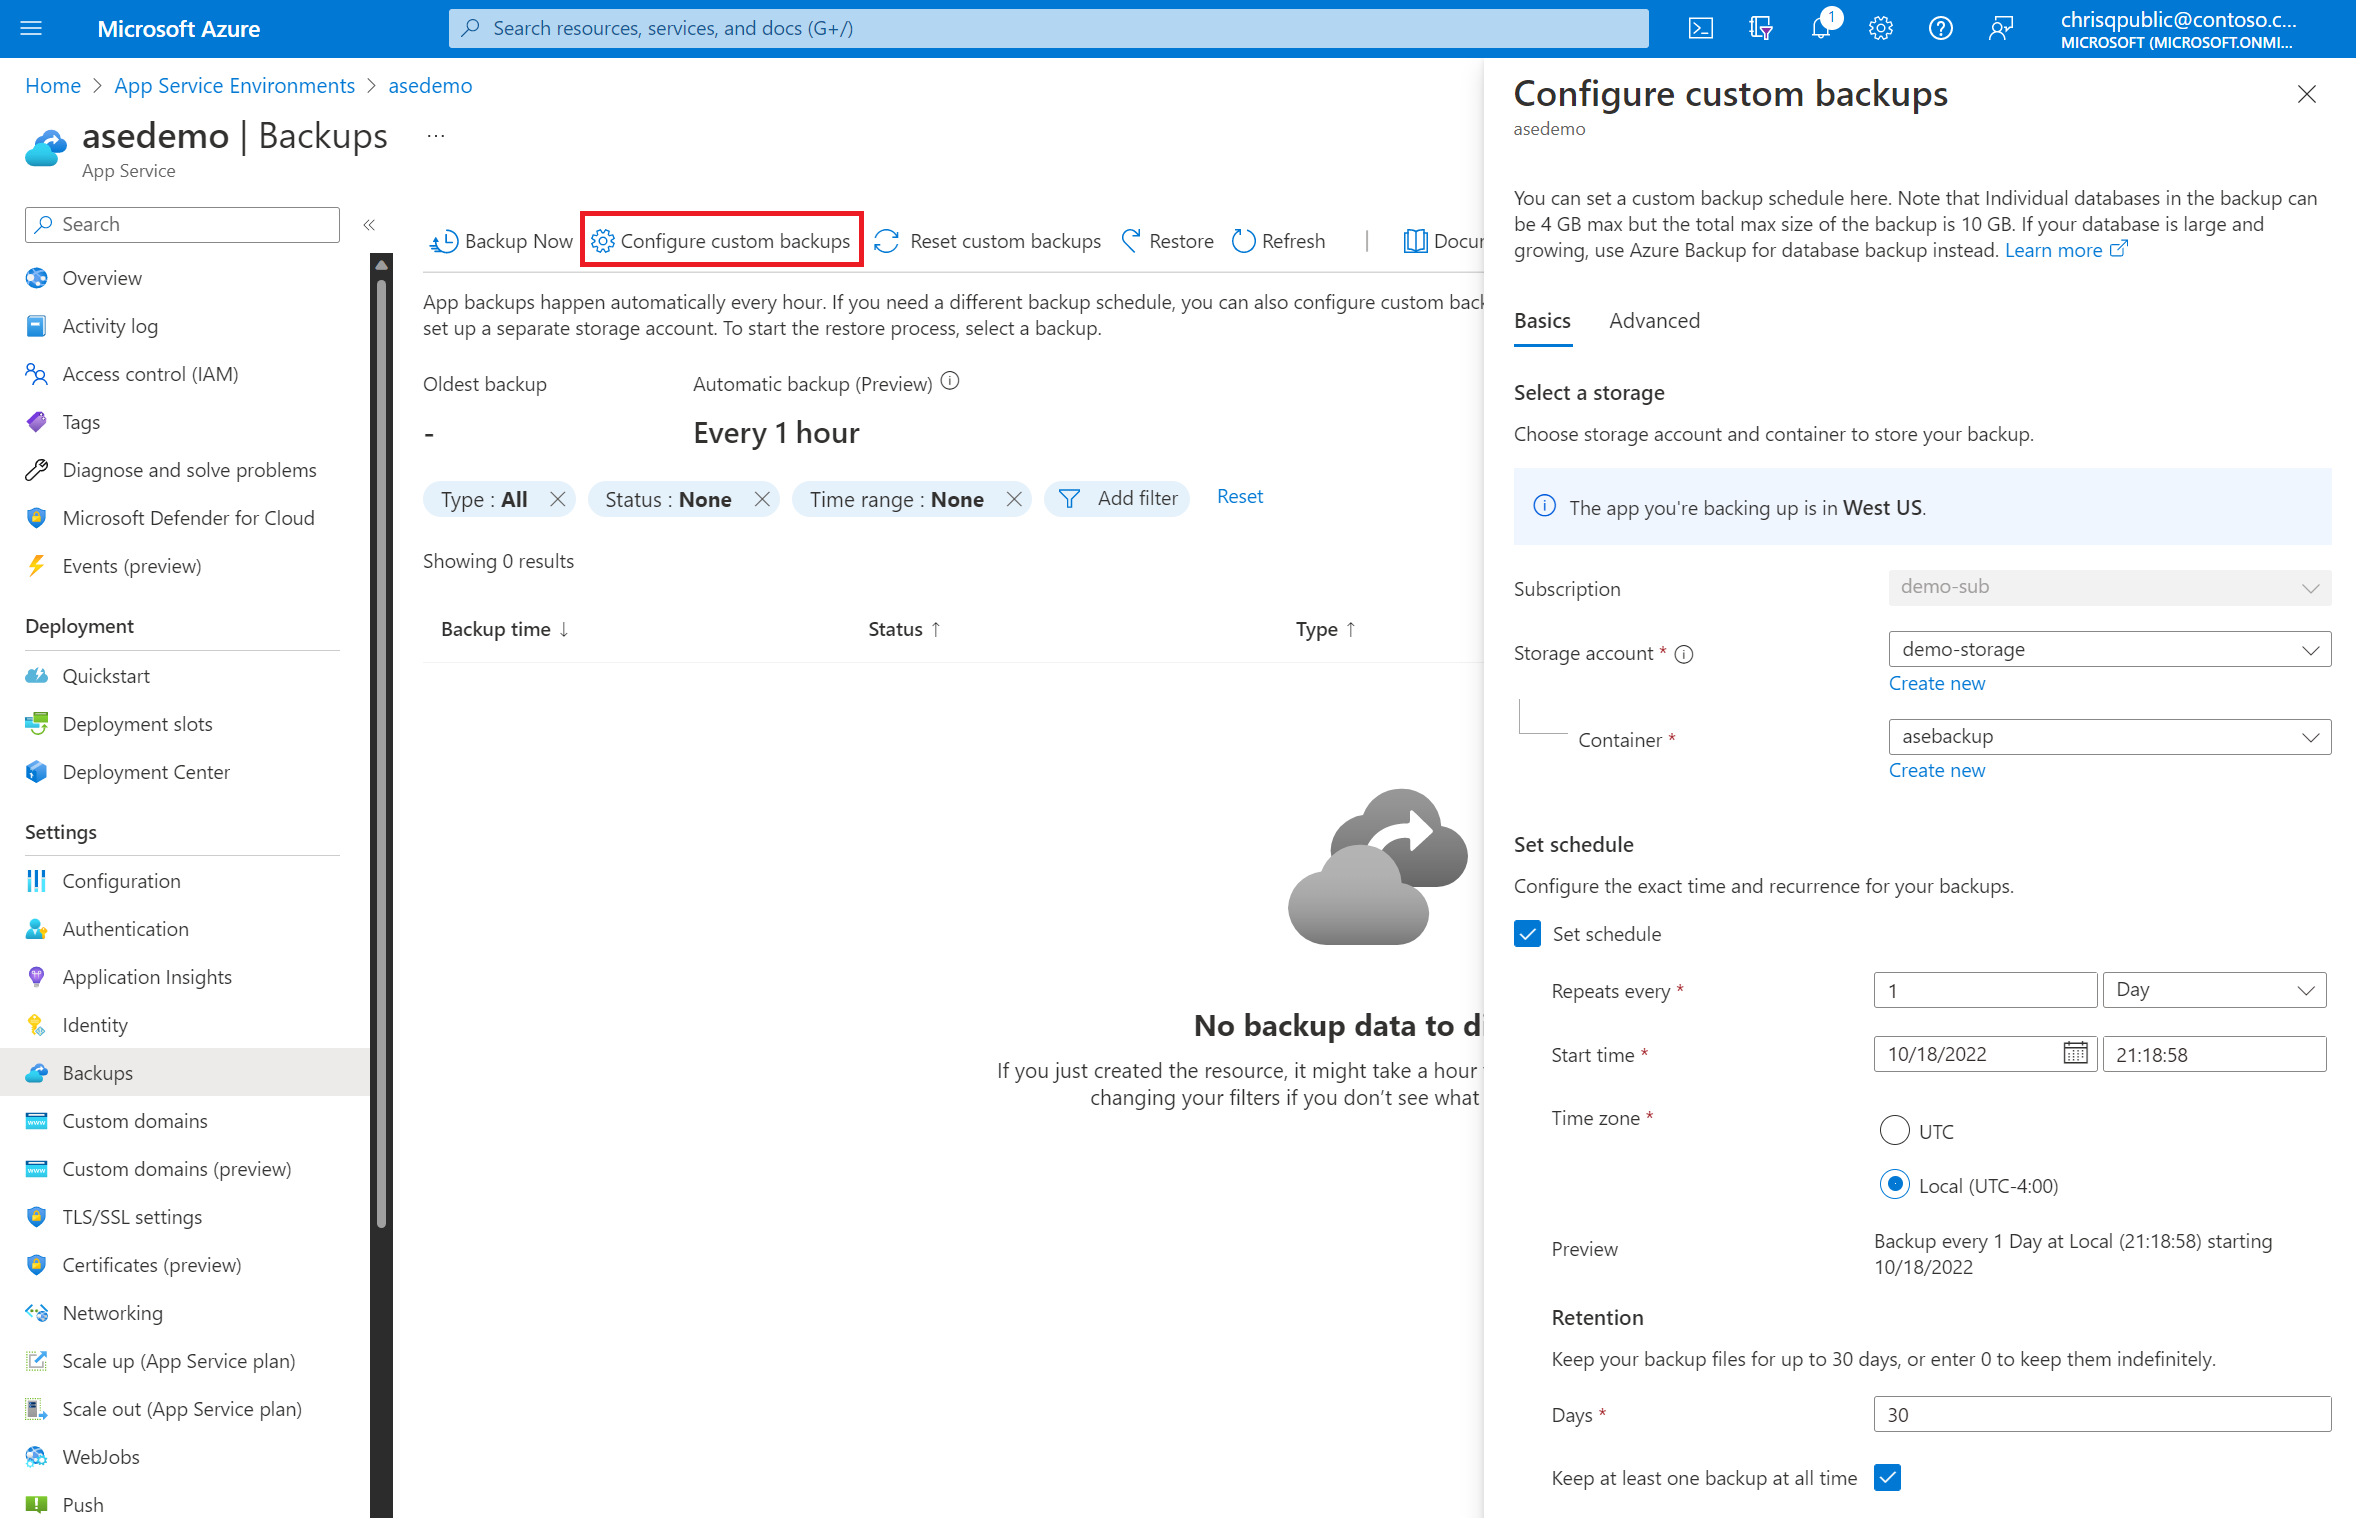 Microsoft Azure
Search resources, services, and docs (G+/)
1
chrisqpublic@contoso.c...
MICROSOFT (MICROSOFT.ONMI...
Home > App Service Environments > asedemo
asedemo | Backups ...
App Service
Search
«
Overview
Activity log
Access control (IAM)
Tags
Diagnose and solve problems
Microsoft Defender for Cloud
Events (preview)
Deployment
Quickstart
Deployment slots
Deployment Center
Settings
Configuration
Authentication
Application Insights
Identity
Backups
Custom domains
Custom domains (preview)
TLS/SSL settings
Certificates (preview)
Networking
Scale up (App Service plan)
Scale out (App Service plan)
WebJobs
Push
Backup Now Configure custom backups Reset custom backups Restore Refresh | Docur
App backups happen automatically every hour. If you need a different backup schedule, you can also configure custom back
set up a separate storage account. To start the restore process, select a backup.
Oldest backup
-
Automatic backup (Preview)
Every 1 hour
Type : All Status : None Time range : None Add filter Reset
Showing 0 results
Backup time ↓ Status ↑ Type ↑
No backup data to di
If you just created the resource, it might take a hour
changing your filters if you don't see what
Configure custom backups
asedemo
You can set a custom backup schedule here. Note that Individual databases in the backup can
be 4 GB max but the total max size of the backup is 10 GB. If your database is large and
growing, use Azure Backup for database backup instead. Learn more
Basics Advanced
Select a storage
Choose storage account and container to store your backup.
The app you're backing up is in West US.
Subscription demo-sub
Storage account * demo-storage
Create new
Container * asebackup
Create new
Set schedule
Configure the exact time and recurrence for your backups.
Set schedule
Repeats every * 1 Day
Start time * 10/18/2022 21:18:58
Time zone * UTC
Local (UTC-4:00)
Preview Backup every 1 Day at Local (21:18:58) starting
10/18/2022
Retention
Keep your backup files for up to 30 days, or enter 0 to keep them indefinitely.
Days * 30
Keep at least one backup at all time